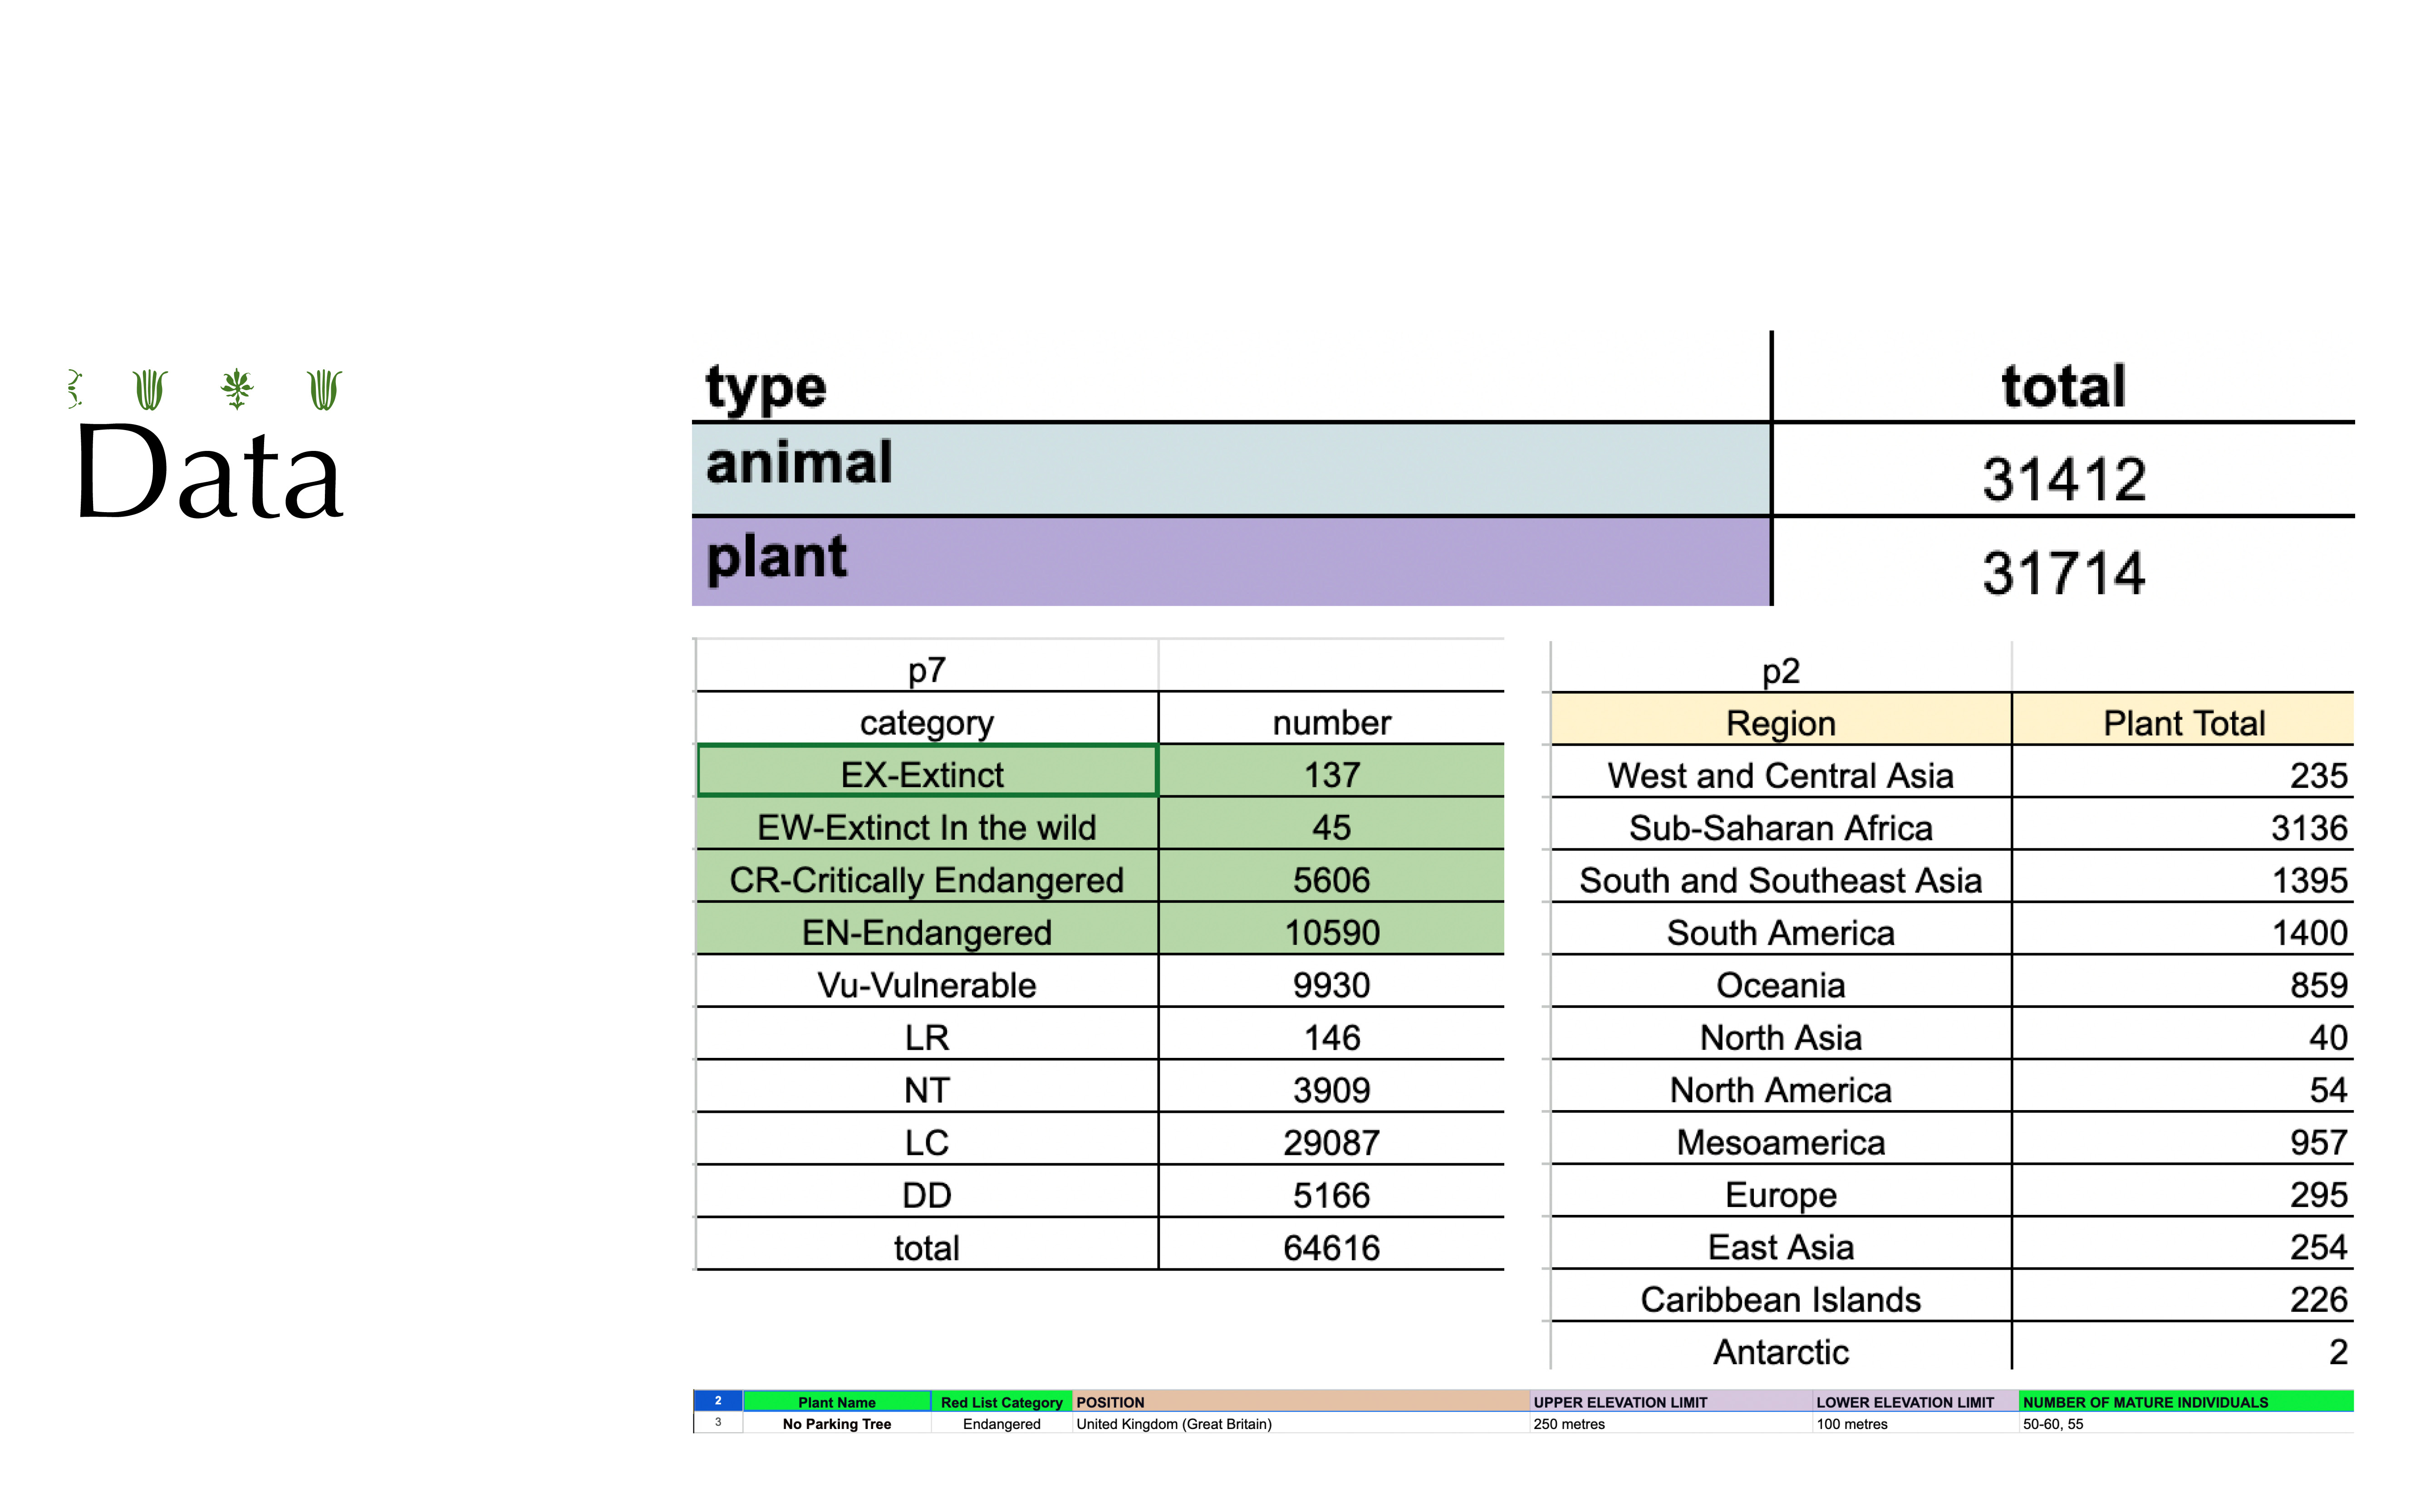 Data
type total
animal 31412
plant 31714
p7
category number
EX-Extinct 137
EW-Extinct In the wild 45
CR-Critically Endangered 5606
EN-Endangered 10590
Vu-Vulnerable 9930
LR 146
NT 3909
LC 29087
DD 5166
total 64616
p2
Region Plant Total
West and Central Asia 235
Sub-Saharan Africa 3136
South and Southeast Asia 1395
South America 1400
Oceania 859
North Asia 40
North America 54
Mesoamerica 957
Europe 295
East Asia 254
Caribbean Islands 226
Antarctic 2
2 Plant Name Red List Category POSITION UPPER ELEVATION LIMIT LOWER ELEVATION LIMIT NUMBER OF MATURE INDIVIDUALS
3 No Parking Tree Endangered United Kingdom (Great Britain) 250 metres 100 metres 50-60, 55